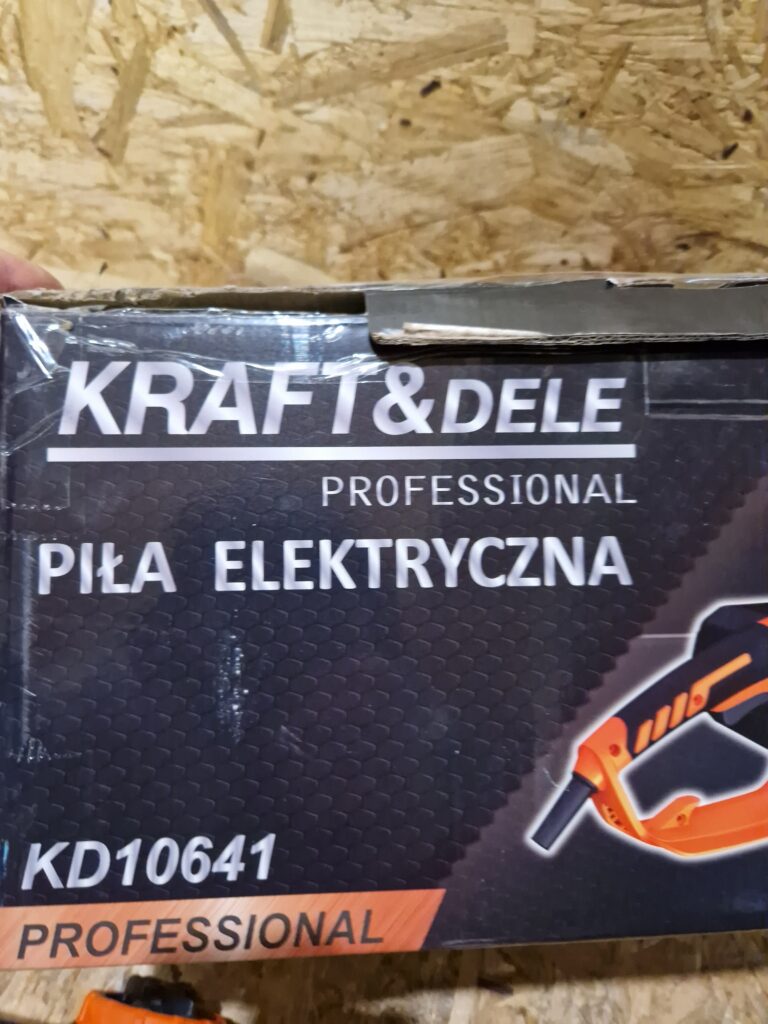 KRAFT&DELE
PROFESSIONAL
PIŁA ELEKTRYCZNA
KD10641
PROFESSIONAL